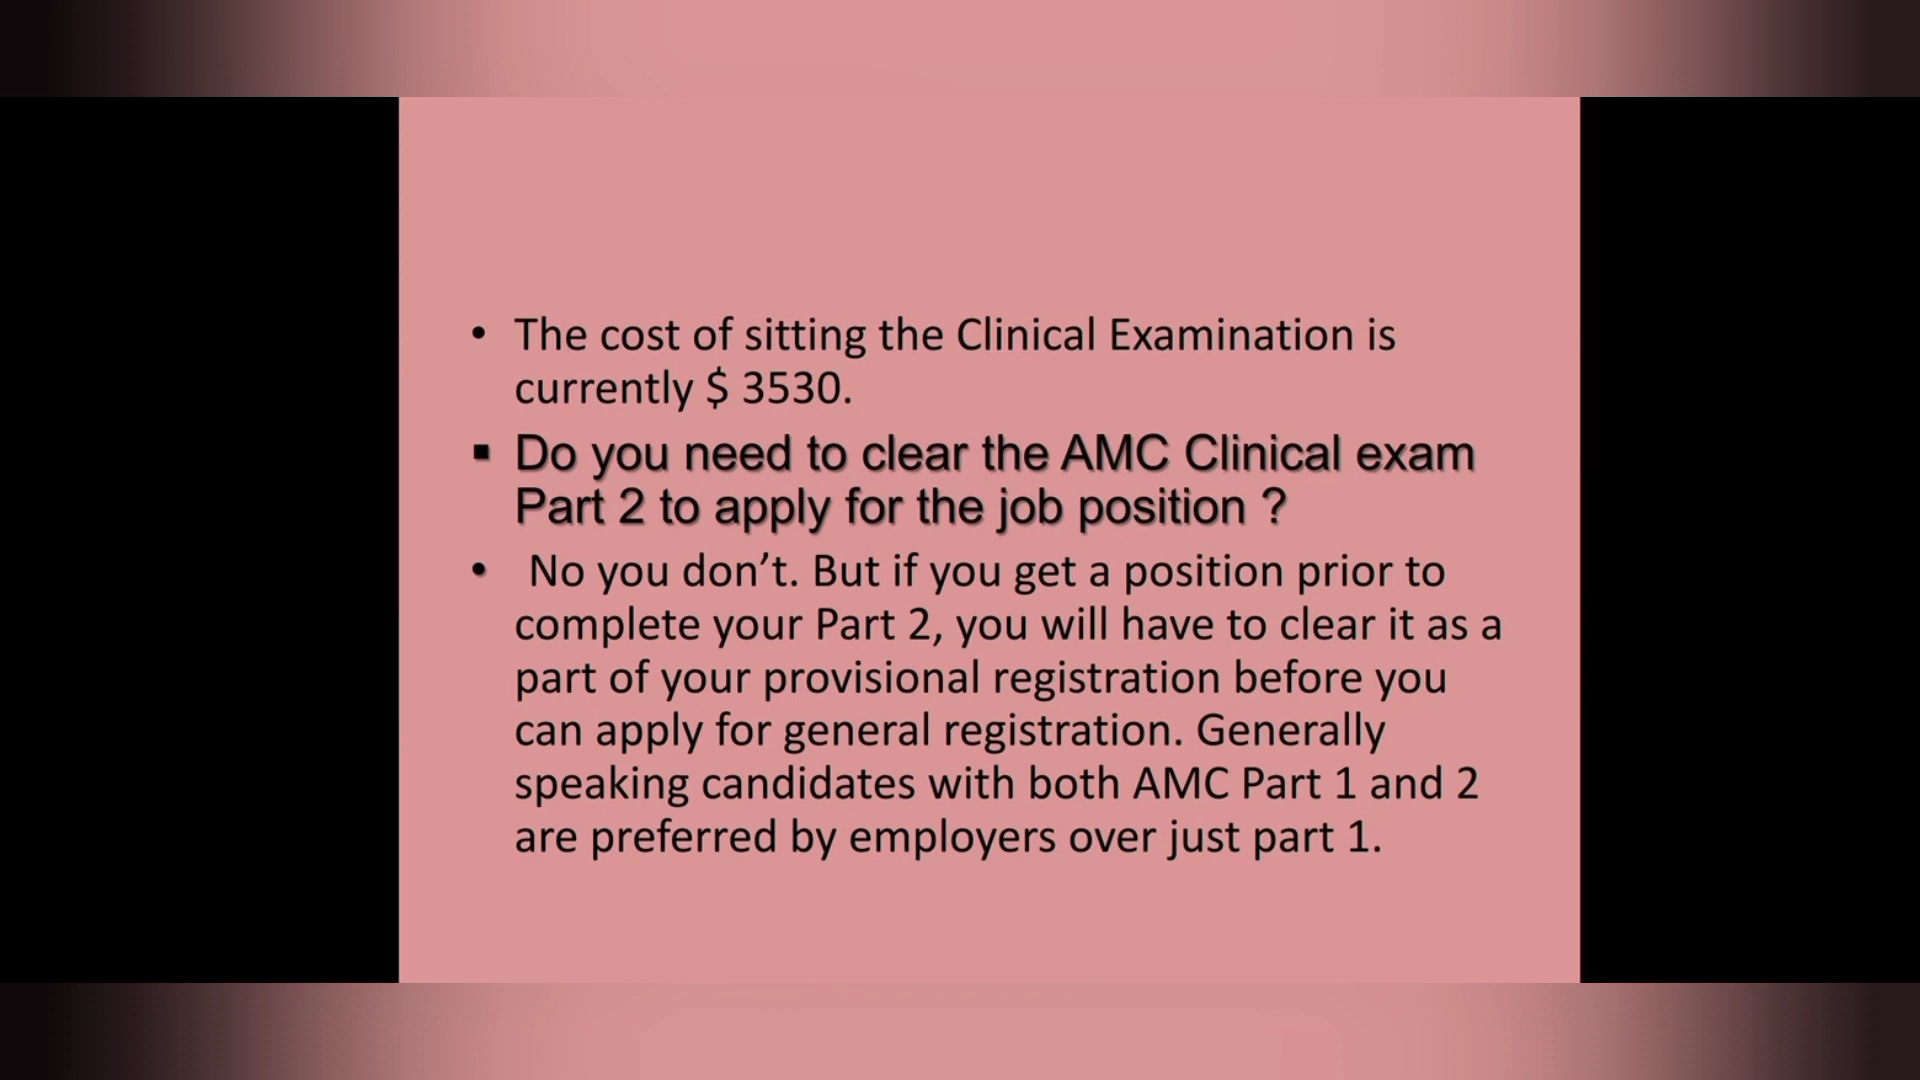 • The cost of sitting the Clinical Examination is
currently $ 3530.
▪ Do you need to clear the AMC Clinical exam
Part 2 to apply for the job position ?
• No you don’t. But if you get a position prior to
complete your Part 2, you will have to clear it as a
part of your provisional registration before you
can apply for general registration. Generally
speaking candidates with both AMC Part 1 and 2
are preferred by employers over just part 1.